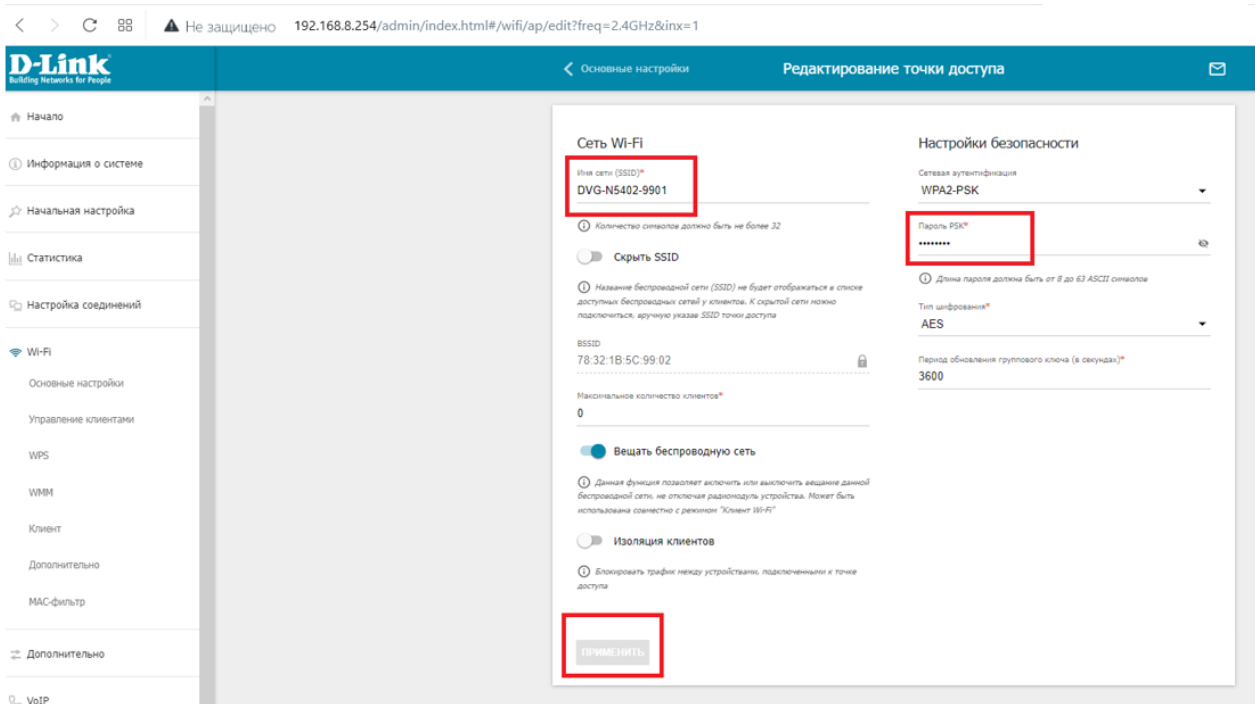 Не защищено 192.168.8.254/admin/index.html#/wifi/ap/edit?freq=2.4GHz&inx=1
D-Link
Building Networks for People
Основные настройки
Редактирование точки доступа
Начало
Информация о системе
Начальная настройка
Статистика
Настройка соединений
Wi-Fi
Основные настройки
Управление клиентами
WPS
WMM
Клиент
Дополнительно
MAC-фильтр
Дополнительно
VoIP
Сеть Wi-Fi
Имя сети (SSID)*
DVG-N5402-9901
Количество символов должно быть не более 32
Скрыть SSID
Название беспроводной сети (SSID) не будет отображаться в списке
доступных беспроводных сетей у клиентов. К скрытой сети можно
подключиться, вручную указав SSID точки доступа
BSSID
78:32:1B:5C:99:02
Максимальное количество клиентов*
0
Вещать беспроводную сеть
Данная функция позволяет включить или выключить вещание данной
беспроводной сети, не отключая радиомодуль устройства. Может быть
использована совместно с режимом "Клиент Wi-Fi"
Изоляция клиентов
Блокировать трафик между устройствами, подключенными к точке
доступа
ПРИМЕНИТЬ
Настройки безопасности
Сетевая аутентификация
WPA2-PSK
Пароль PSK*
••••••••
Длина пароля должна быть от 8 до 63 ASCII символов
Тип шифрования*
AES
Период обновления группового ключа (в секундах)*
3600